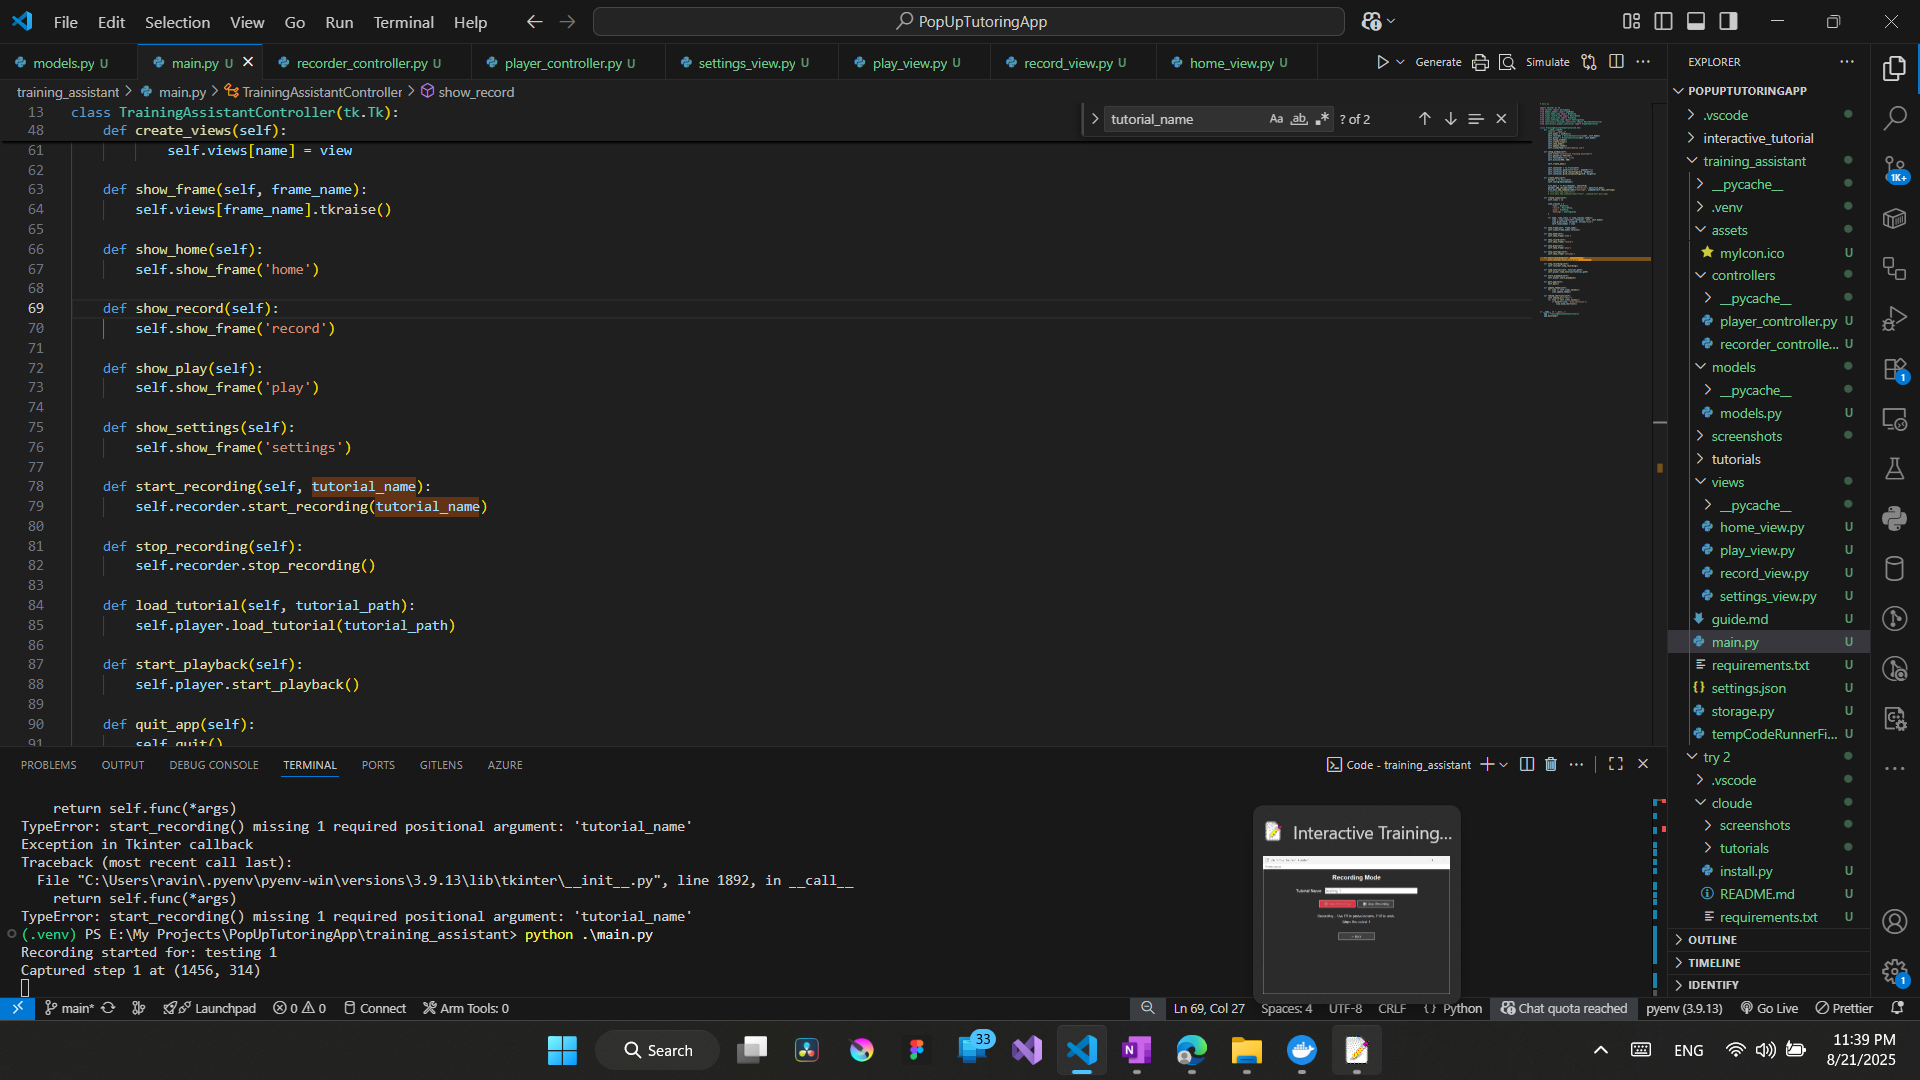 File Edit Selection View Go Run Terminal Help
PopUpTutoringApp
models.py U main.py U recorder_controller.py U player_controller.py U settings_view.py U play_view.py U record_view.py U home_view.py U Generate Simulate
training_assistant > main.py > TrainingAssistantController > show_record
tutorial_name Aa ab ? of 2
13 class TrainingAssistantController(tk.Tk):
48 def create_views(self):
61 self.views[name] = view
62
63 def show_frame(self, frame_name):
64 self.views[frame_name].tkraise()
65
66 def show_home(self):
67 self.show_frame('home')
68
69 def show_record(self):
70 self.show_frame('record')
71
72 def show_play(self):
73 self.show_frame('play')
74
75 def show_settings(self):
76 self.show_frame('settings')
77
78 def start_recording(self, tutorial_name):
79 self.recorder.start_recording(tutorial_name)
80
81 def stop_recording(self):
82 self.recorder.stop_recording()
83
84 def load_tutorial(self, tutorial_path):
85 self.player.load_tutorial(tutorial_path)
86
87 def start_playback(self):
88 self.player.start_playback()
89
90 def quit_app(self):
91 self.quit()
EXPLORER
POPUPTUTORINGAPP
.vscode
interactive_tutorial
training_assistant
__pycache__
.venv
assets
myIcon.ico U
controllers
__pycache__
player_controller.py U
recorder_controlle... U
models
__pycache__
models.py U
screenshots
tutorials
views
__pycache__
home_view.py U
play_view.py U
record_view.py U
settings_view.py U
guide.md U
main.py U
requirements.txt U
settings.json U
storage.py U
tempCodeRunnerFi... U
try 2
.vscode
cloude
screenshots
tutorials
install.py U
README.md U
requirements.txt U
OUTLINE
TIMELINE
IDENTIFY
1K+
1
1
PROBLEMS OUTPUT DEBUG CONSOLE TERMINAL PORTS GITLENS AZURE
Code - training_assistant
return self.func(*args)
TypeError: start_recording() missing 1 required positional argument: 'tutorial_name'
Exception in Tkinter callback
Traceback (most recent call last):
File "C:\Users\ravin\.pyenv\pyenv-win\versions\3.9.13\lib\tkinter\__init__.py", line 1892, in __call__
return self.func(*args)
TypeError: start_recording() missing 1 required positional argument: 'tutorial_name'
(.venv) PS E:\My Projects\PopUpTutoringApp\training_assistant> python .\main.py
Recording started for: testing 1
Captured step 1 at (1456, 314)
Interactive Training...
Recording Mode
Tutorial Name
main* Launchpad 0 0 Connect Arm Tools: 0
Ln 69, Col 27 Spaces: 4 UTF-8 CRLF {} Python Chat quota reached pyenv (3.9.13) Go Live Prettier
Search
33
ENG
11:39 PM
8/21/2025